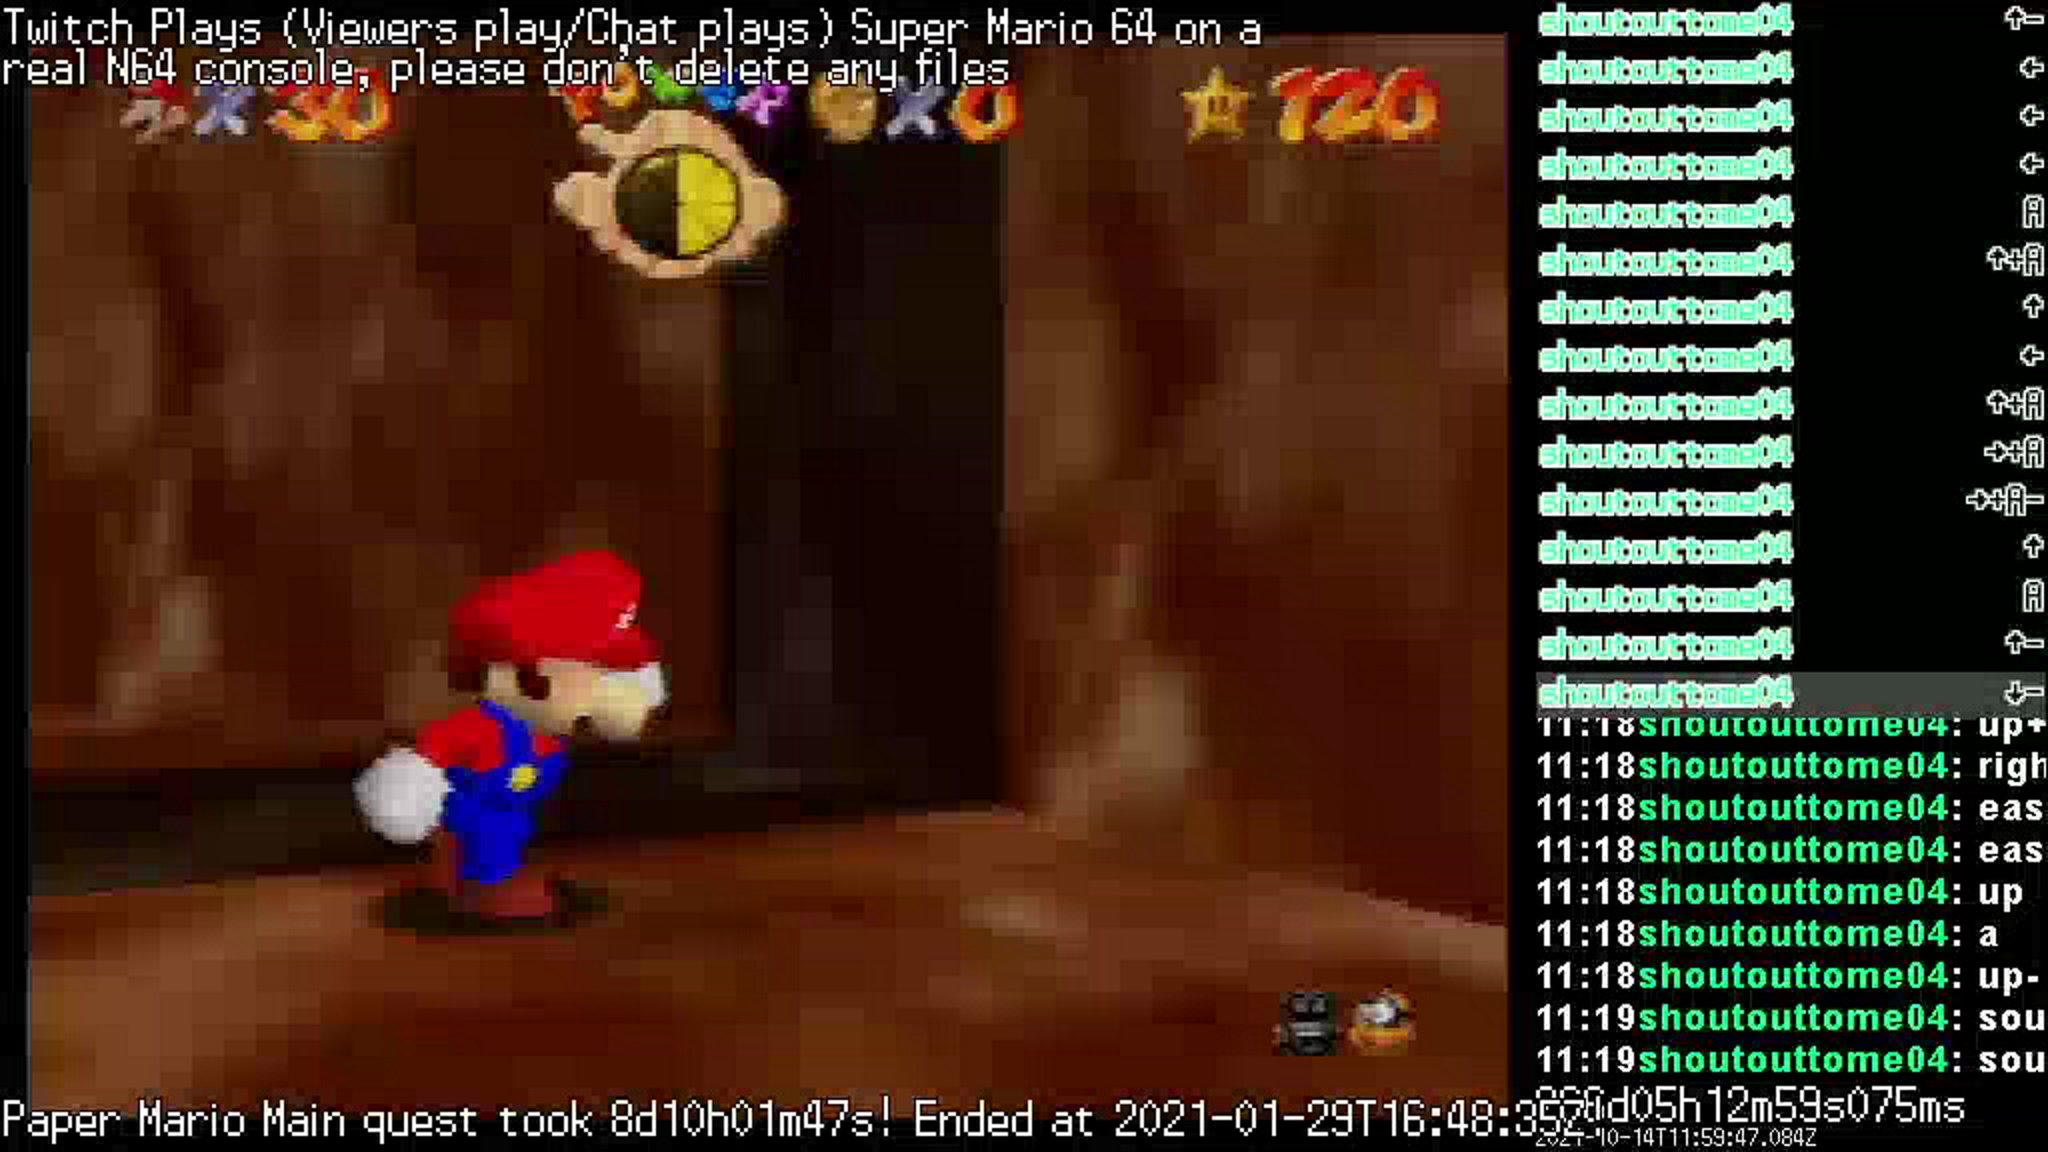 Twitch Plays (Viewers play/Chat plays) Super Mario 64 on a
real N64 console, please don't delete any files
30
0
120
shoutouttome04 ↑-
shoutouttome04 ←
shoutouttome04 ←
shoutouttome04 ←
shoutouttome04 A
shoutouttome04 ↑+A
shoutouttome04 ↑
shoutouttome04 ←
shoutouttome04 ↑+A
shoutouttome04 →+A
shoutouttome04 →+A-
shoutouttome04 ↑
shoutouttome04 A
shoutouttome04 ↑-
shoutouttome04 ↓-
11:18shoutouttome04: up+
11:18shoutouttome04: righ
11:18shoutouttome04: eas
11:18shoutouttome04: eas
11:18shoutouttome04: up
11:18shoutouttome04: a
11:18shoutouttome04: up-
11:19shoutouttome04: sou
11:19shoutouttome04: sou
Paper Mario Main quest took 8d10h01m47s! Ended at 2021-01-29T16:48:35
d05h12m59s075ms
2021-10-14T11:59:47.084Z